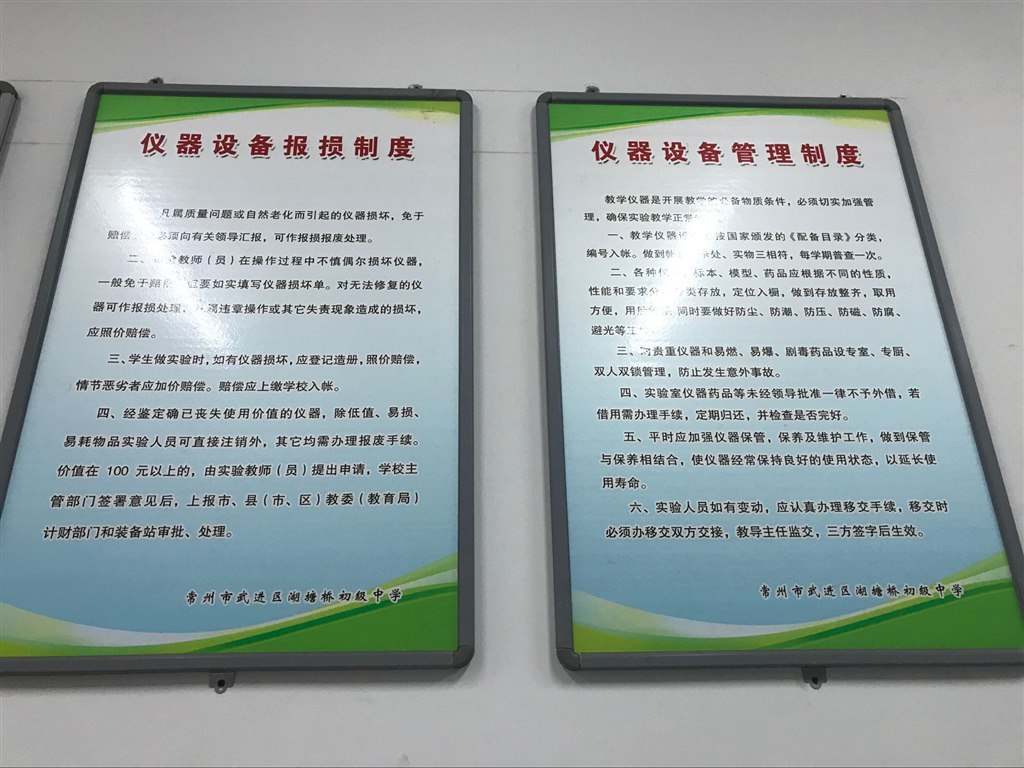 仪器设备报损制度
凡属质量问题或自然老化而引起的仪器损坏，免于
赔偿 须向有关领导汇报，可作报损报废处理。
二、 教师（员）在操作过程中不慎偶尔损坏仪器，
一般免于赔 要如实填写仪器损坏单。对无法修复的仪
器可作报损处理， 属违章操作或其它失责现象造成的损坏，
应照价赔偿。
三、学生做实验时，如有仪器损坏，应登记造册，照价赔偿，
情节恶劣者应加价赔偿。赔偿应上缴学校入帐。
四、经鉴定确已丧失使用价值的仪器，除低值、易损、
易耗物品实验人员可直接注销外，其它均需办理报废手续。
价值在 100 元以上的，由实验教师（员）提出申请，学校主
管部门签署意见后，上报市、县（市、区）教委（教育局）
计财部门和装备站审批、处理。
常州市武进区湖塘桥初级中学
仪器设备管理制度
教学仪器是开展教学的必备物质条件，必须切实加强管
理，确保实验教学正常
一、教学仪器设 按国家颁发的《配备目录》分类，
编号入帐。做到帐 处、实物三相符，每学期普查一次。
二、各种仪 标本、模型、药品应根据不同的性质，
性能和要求分 类存放，定位入橱，做到存放整齐，取用
方便，用后 同时要做好防尘、防潮、防压、防磁、防腐、
避光等工
三、对贵重仪器和易燃、易爆、剧毒药品设专室、专厨、
双人双锁管理，防止发生意外事故。
四、实验室仪器药品等未经领导批准一律不予外借，若
借用需办理手续，定期归还，并检查是否完好。
五、平时应加强仪器保管，保养及维护工作，做到保管
与保养相结合，使仪器经常保持良好的使用状态，以延长使
用寿命。
六、实验人员如有变动，应认真办理移交手续，移交时
必须办移交双方交接，教导主任监交，三方签字后生效。
常州市武进区湖塘桥初级中学